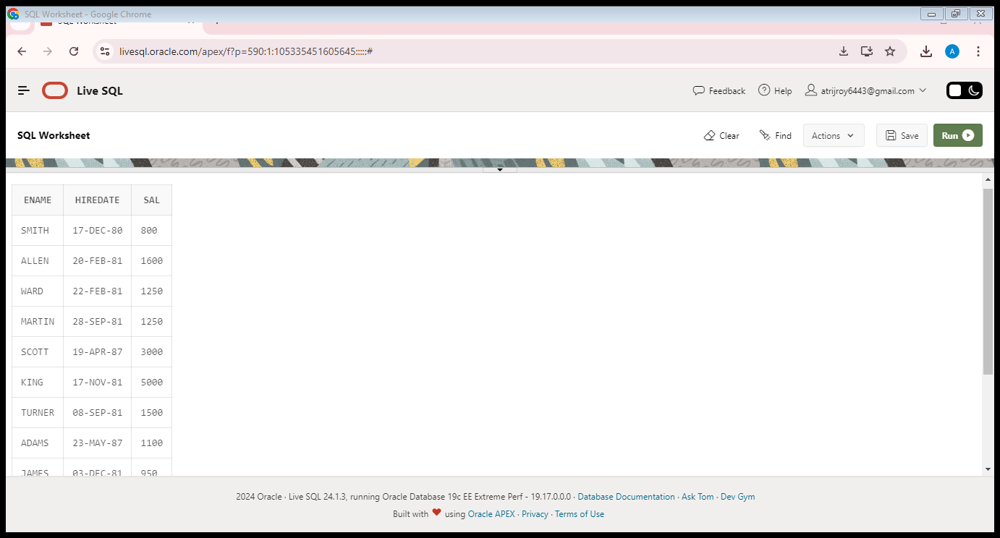 SQL Worksheet - Google Chrome
SQL Worksheet
livesql.oracle.com/apex/f?p=590:1:105335451605645:::::#
A
Live SQL
Feedback
Help
atrijroy6443@gmail.com
SQL Worksheet
Clear
Find
Actions
Save
Run
ENAME HIREDATE SAL
SMITH 17-DEC-80 800
ALLEN 20-FEB-81 1600
WARD 22-FEB-81 1250
MARTIN 28-SEP-81 1250
SCOTT 19-APR-87 3000
KING 17-NOV-81 5000
TURNER 08-SEP-81 1500
ADAMS 23-MAY-87 1100
JAMES 03-DEC-81 950
2024 Oracle · Live SQL 24.1.3, running Oracle Database 19c EE Extreme Perf - 19.17.0.0.0 · Database Documentation · Ask Tom · Dev Gym
Built with ❤ using Oracle APEX · Privacy · Terms of Use